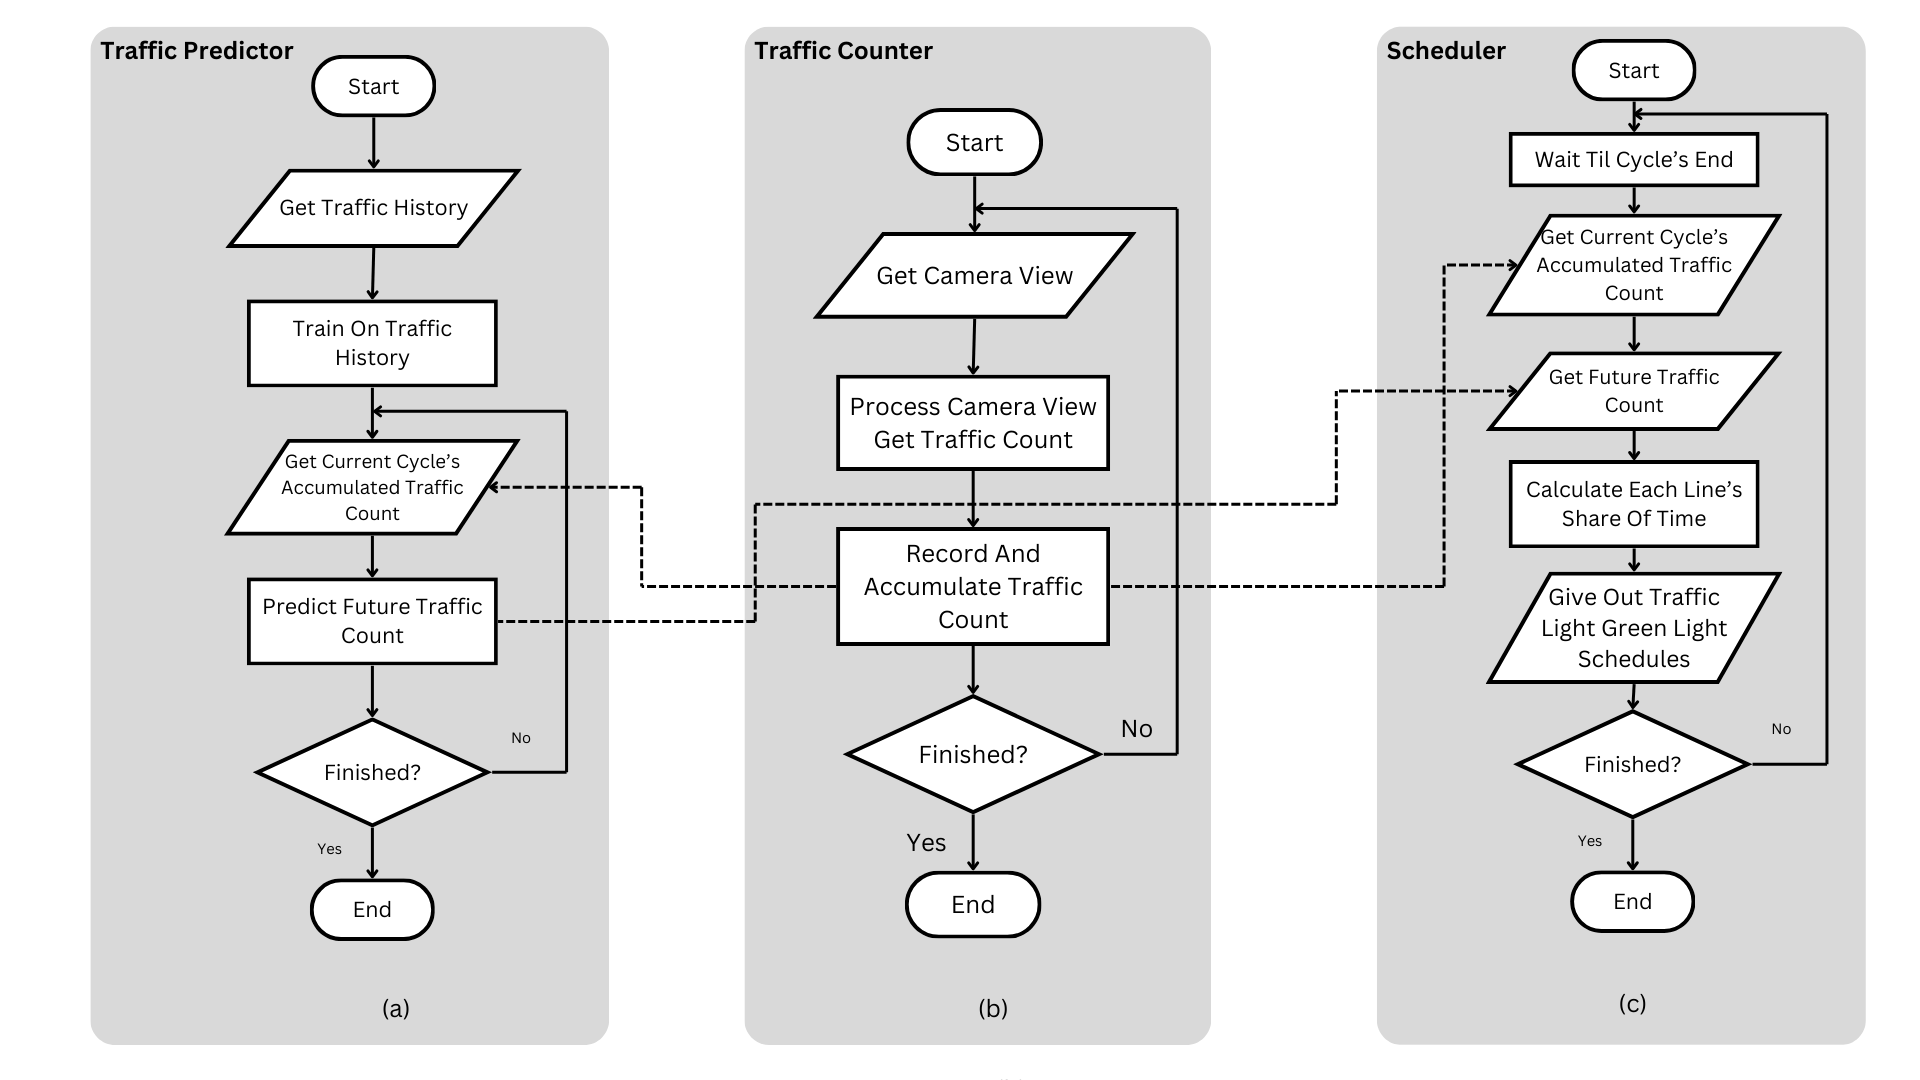 Traffic Predictor
Start
Get Traffic History
Train On Traffic
History
Get Current Cycle's
Accumulated Traffic
Count
Predict Future Traffic
Count
Finished?
No
Yes
End
(a)
Traffic Counter
Start
Get Camera View
Process Camera View
Get Traffic Count
Record And
Accumulate Traffic
Count
Finished?
No
Yes
End
(b)
Scheduler
Start
Wait Til Cycle's End
Get Current Cycle's
Accumulated Traffic
Count
Get Future Traffic
Count
Calculate Each Line's
Share Of Time
Give Out Traffic
Light Green Light
Schedules
Finished?
No
Yes
End
(c)